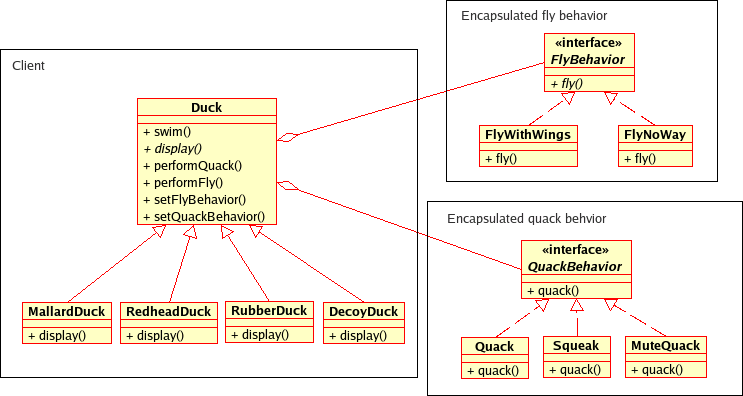 Encapsulated fly behavior
«interface»
FlyBehavior
+ fly()
FlyWithWings
+ fly()
FlyNoWay
+ fly()
Client
Duck
+ swim()
+ display()
+ performQuack()
+ performFly()
+ setFlyBehavior()
+ setQuackBehavior()
MallardDuck
+ display()
RedheadDuck
+ display()
RubberDuck
+ display()
DecoyDuck
+ display()
Encapsulated quack behvior
«interface»
QuackBehavior
+ quack()
Quack
+ quack()
Squeak
+ quack()
MuteQuack
+ quack()